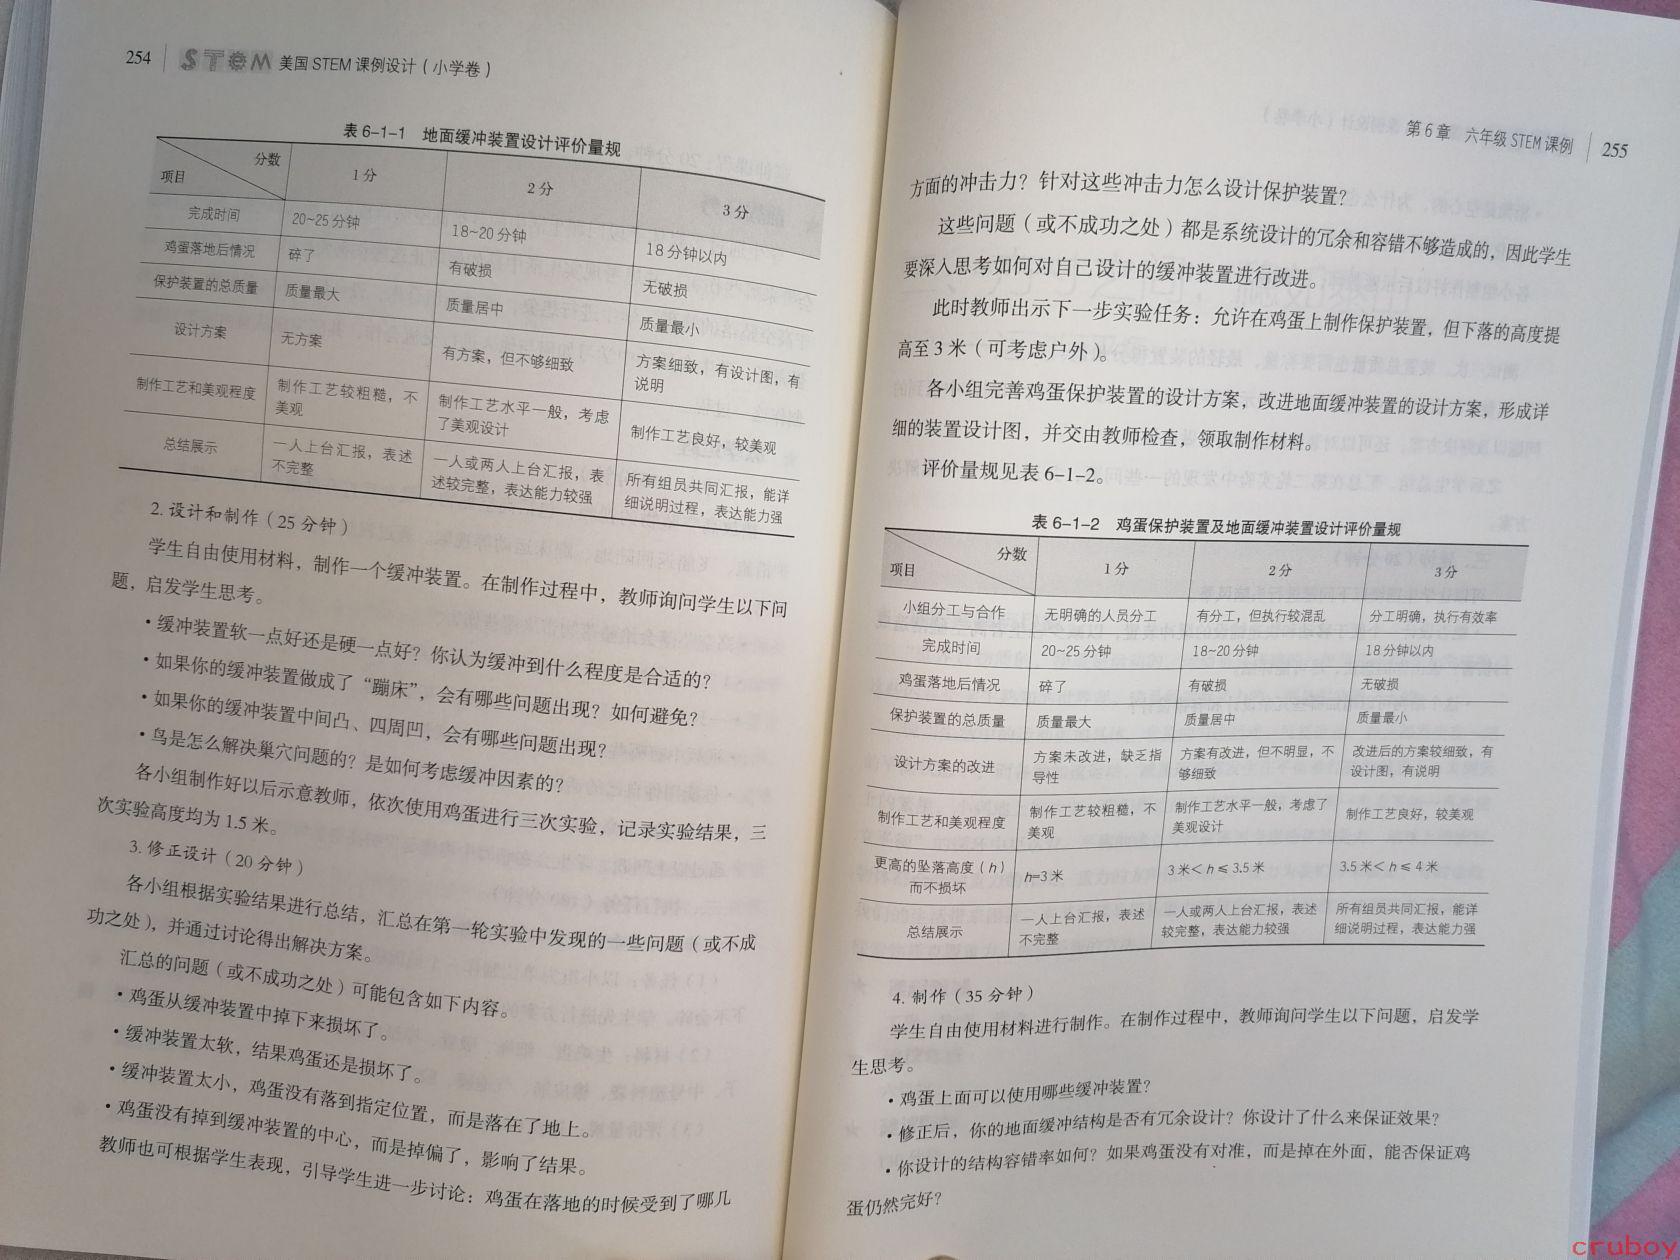 254 STEM 美国 STEM 课例设计（小学卷）
表 6-1-1 地面缓冲装置设计评价量规
项目 分数 1 分 2 分 3 分
完成时间 20~25 分钟 18~20 分钟 18 分钟以内
鸡蛋落地后情况 碎了 有破损 无破损
保护装置的总质量 质量最大 质量居中 质量最小
设计方案 无方案 有方案，但不够细致 方案细致，有设计图，有
说明
制作工艺和美观程度 制作工艺较粗糙，不 制作工艺水平一般，考虑 制作工艺良好，较美观
美观 了美观设计
总结展示 一人上台汇报，表述 一人或两人上台汇报，表 所有组员共同汇报，能详
不完整 述较完整，表达能力较强 细说明过程，表达能力强
2. 设计和制作（25 分钟）
学生自由使用材料，制作一个缓冲装置。在制作过程中，教师询问学生以下问
题，启发学生思考。
·缓冲装置软一点好还是硬一点好？你认为缓冲到什么程度是合适的？
·如果你的缓冲装置做成了“蹦床”，会有哪些问题出现？如何避免？
·如果你的缓冲装置中间凸、四周凹，会有哪些问题出现？
·鸟是怎么解决巢穴问题的？是如何考虑缓冲因素的？
各小组制作好以后示意教师，依次使用鸡蛋进行三次实验，记录实验结果，三
次实验高度均为 1.5 米。
3. 修正设计（20 分钟）
各小组根据实验结果进行总结，汇总在第一轮实验中发现的一些问题（或不成
功之处），并通过讨论得出解决方案。
汇总的问题（或不成功之处）可能包含如下内容。
·鸡蛋从缓冲装置中掉下来损坏了。
·缓冲装置太软，结果鸡蛋还是损坏了。
·缓冲装置太小，鸡蛋没有落到指定位置，而是落在了地上。
·鸡蛋没有掉到缓冲装置的中心，而是掉偏了，影响了结果。
教师也可根据学生表现，引导学生进一步讨论：鸡蛋在落地的时候受到了哪几
第 6 章 六年级 STEM 课例 255
方面的冲击力？针对这些冲击力怎么设计保护装置？
这些问题（或不成功之处）都是系统设计的冗余和容错不够造成的，因此学生
要深入思考如何对自己设计的缓冲装置进行改进。
此时教师出示下一步实验任务：允许在鸡蛋上制作保护装置，但下落的高度提
高至 3 米（可考虑户外）。
各小组完善鸡蛋保护装置的设计方案，改进地面缓冲装置的设计方案，形成详
细的装置设计图，并交由教师检查，领取制作材料。
评价量规见表 6-1-2。
表 6-1-2 鸡蛋保护装置及地面缓冲装置设计评价量规
项目 分数 1 分 2 分 3 分
小组分工与合作 无明确的人员分工 有分工，但执行较混乱 分工明确，执行有效率
完成时间 20~25 分钟 18~20 分钟 18 分钟以内
鸡蛋落地后情况 碎了 有破损 无破损
保护装置的总质量 质量最大 质量居中 质量最小
设计方案的改进 方案未改进，缺乏指 方案有改进，但不明显，不 改进后的方案较细致，有
导性 够细致 设计图，有说明
制作工艺和美观程度 制作工艺较粗糙，不 制作工艺水平一般，考虑了 制作工艺良好，较美观
美观 美观设计
更高的坠落高度（h） h=3 米 3 米< h ≤ 3.5 米 3.5 米< h ≤ 4 米
而不损坏
总结展示 一人上台汇报，表述 一人或两人上台汇报，表述 所有组员共同汇报，能详
不完整 较完整，表达能力较强 细说明过程，表达能力强
4. 制作（35 分钟）
学生自由使用材料进行制作。在制作过程中，教师询问学生以下问题，启发学
生思考。
·鸡蛋上面可以使用哪些缓冲装置？
·修正后，你的地面缓冲结构是否有冗余设计？你设计了什么来保证效果？
·你设计的结构容错率如何？如果鸡蛋没有对准，而是掉在外面，能否保证鸡
蛋仍然完好？
cruboy